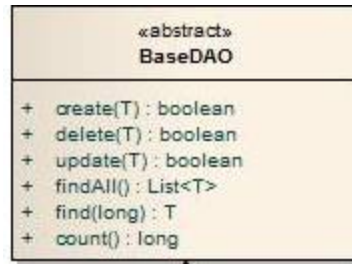 «abstract»
BaseDAO
+ create(T) : boolean
+ delete(T) : boolean
+ update(T) : boolean
+ findAll() : List<T>
+ find(long) : T
+ count() : long